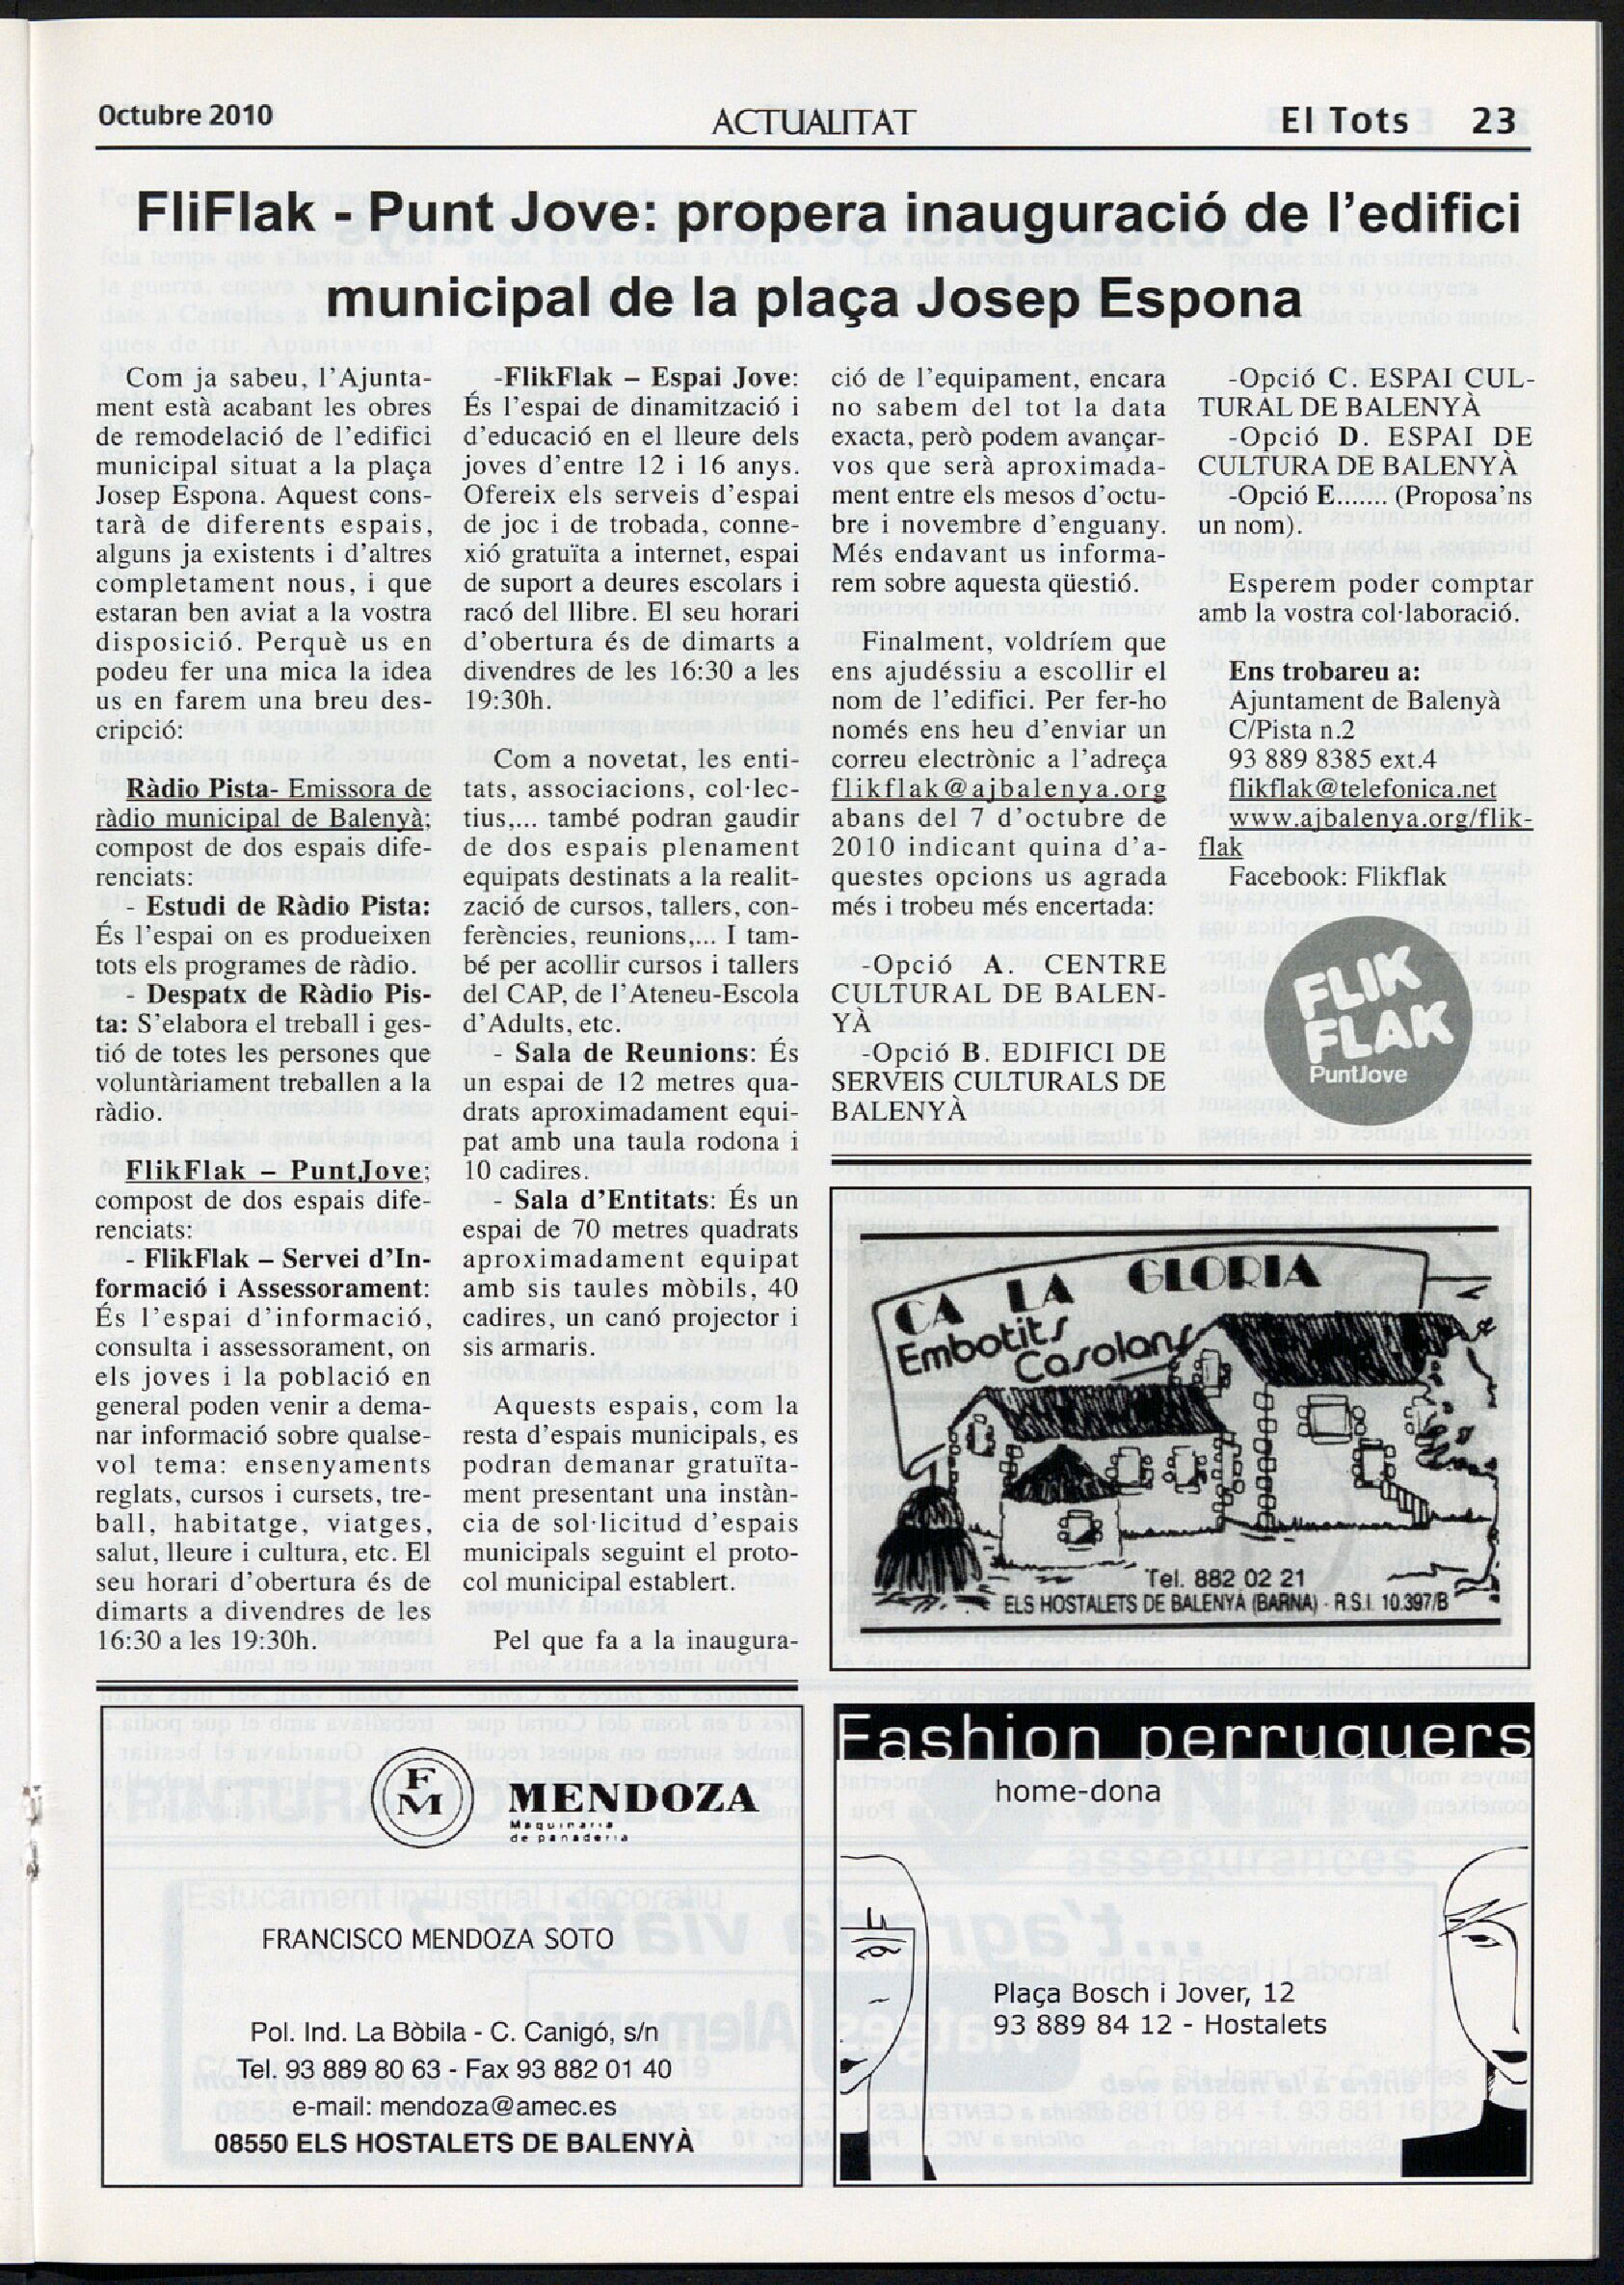 Octubre 2010
ACTUALITAT
El Tots 23
FliFlak - Punt Jove: propera inauguració de l'edifici
municipal de la plaça Josep Espona
Com ja sabeu, l'Ajunta-
ment està acabant les obres
de remodelació de l'edifici
municipal situat a la plaça
Josep Espona. Aquest cons-
tarà de diferents espais,
alguns ja existents i d'altres
completament nous, i que
estaran ben aviat a la vostra
disposició. Perquè us en
podeu fer una mica la idea
us en farem una breu des-
cripció:
Ràdio Pista- Emissora de
ràdio municipal de Balenyà;
compost de dos espais dife-
renciats:
- Estudi de Ràdio Pista:
És l'espai on es produeixen
tots els programes de ràdio.
- Despatx de Ràdio Pis-
ta: S'elabora el treball i ges-
tió de totes les persones que
voluntàriament treballen a la
ràdio.
FlikFlak – PuntJove;
compost de dos espais dife-
renciats:
- FlikFlak – Servei d'In-
formació i Assessorament:
És l'espai d'informació,
consulta i assessorament, on
els joves i la població en
general poden venir a dema-
nar informació sobre qualse-
vol tema: ensenyaments
reglats, cursos i cursets, tre-
ball, habitatge, viatges,
salut, lleure i cultura, etc. El
seu horari d'obertura és de
dimarts a divendres de les
16:30 a les 19:30h.
-FlikFlak – Espai Jove:
És l'espai de dinamització i
d'educació en el lleure dels
joves d'entre 12 i 16 anys.
Ofereix els serveis d'espai
de joc i de trobada, conne-
xió gratuïta a internet, espai
de suport a deures escolars i
racó del llibre. El seu horari
d'obertura és de dimarts a
divendres de les 16:30 a les
19:30h.
Com a novetat, les enti-
tats, associacions, col·lec-
tius,... també podran gaudir
de dos espais plenament
equipats destinats a la realit-
zació de cursos, tallers, con-
ferències, reunions,... I tam-
bé per acollir cursos i tallers
del CAP, de l'Ateneu-Escola
d'Adults, etc.
- Sala de Reunions: És
un espai de 12 metres qua-
drats aproximadament equi-
pat amb una taula rodona i
10 cadires.
- Sala d'Entitats: És un
espai de 70 metres quadrats
aproximadament equipat
amb sis taules mòbils, 40
cadires, un canó projector i
sis armaris.
Aquests espais, com la
resta d'espais municipals, es
podran demanar gratuïta-
ment presentant una instàn-
cia de sol·licitud d'espais
municipals seguint el proto-
col municipal establert.
Pel que fa a la inaugura-
ció de l'equipament, encara
no sabem del tot la data
exacta, però podem avançar-
vos que serà aproximada-
ment entre els mesos d'octu-
bre i novembre d'enguany.
Més endavant us informa-
rem sobre aquesta qüestió.
Finalment, voldríem que
ens ajudéssiu a escollir el
nom de l'edifici. Per fer-ho
només ens heu d'enviar un
correu electrònic a l'adreça
flikflak@ajbalenya.org
abans del 7 d'octubre de
2010 indicant quina d'a-
questes opcions us agrada
més i trobeu més encertada:
-Opció A. CENTRE
CULTURAL DE BALEN-
YÀ
-Opció B. EDIFICI DE
SERVEIS CULTURALS DE
BALENYÀ
-Opció C. ESPAI CUL-
TURAL DE BALENYÀ
-Opció D. ESPAI DE
CULTURA DE BALENYÀ
-Opció E....... (Proposa'ns
un nom).
Esperem poder comptar
amb la vostra col·laboració.
Ens trobareu a:
Ajuntament de Balenyà
C/Pista n.2
93 889 8385 ext.4
flikflak@telefonica.net
www.ajbalenya.org/flik-
flak
Facebook: Flikflak
FLIK
FLAK
PuntJove
CA LA GLORIA
Embotits
Casolans
Tel. 882 02 21
ELS HOSTALETS DE BALENYÀ (BARNA) - R.S.I. 10.397/B
FM
MENDOZA
Maquinaria
de panaderia
FRANCISCO MENDOZA SOTO
Pol. Ind. La Bòbila - C. Canigó, s/n
Tel. 93 889 80 63 - Fax 93 882 01 40
e-mail: mendoza@amec.es
08550 ELS HOSTALETS DE BALENYÀ
Fashion perruquers
home-dona
Plaça Bosch i Jover, 12
93 889 84 12 - Hostalets